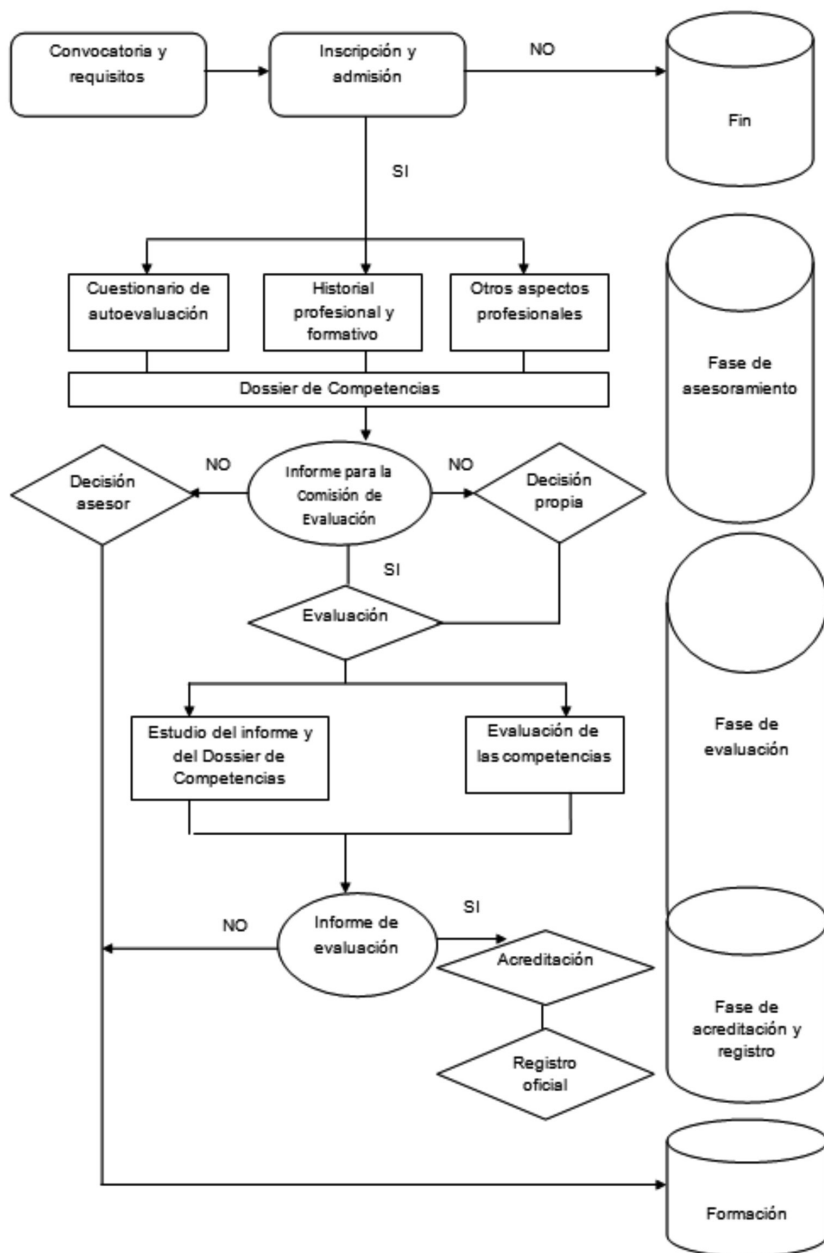 Convocatoria y
requisitos
Inscripción y
admisión
NO
Fin
SI
Cuestionario de
autoevaluación
Historial
profesional y
formativo
Otros aspectos
profesionales
Fase de
asesoramiento
Dossier de Competencias
Decisión
asesor
NO
Informe para la
Comisión de
Evaluación
NO
Decisión
propia
SI
Evaluación
Estudio del informe y
del Dossier de
Competencias
Evaluación de
las competencias
Fase de
evaluación
NO
Informe de
evaluación
SI
Acreditación
Registro
oficial
Fase de
acreditación y
registro
Formación